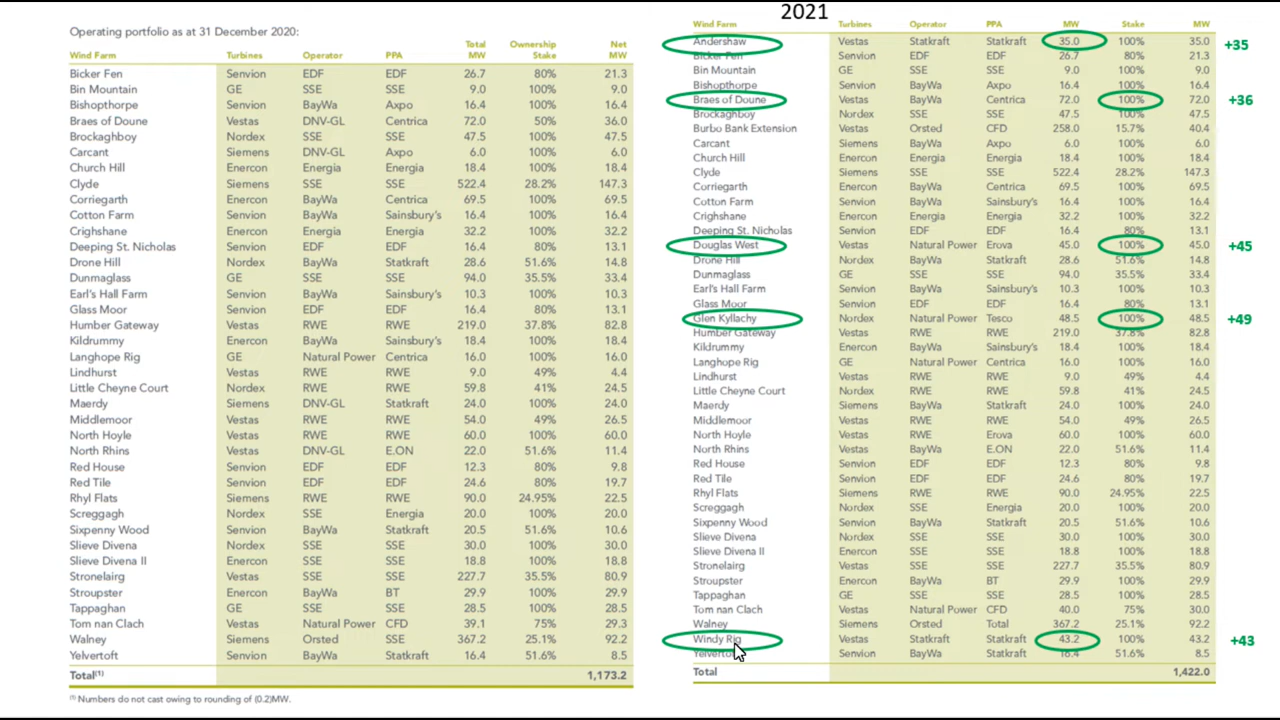 2021
Operating portfolio as at 31 December 2020:
Total Ownership Net
Wind Farm Turbines Operator PPA MW Stake MW
Bicker Fen Senvion EDF EDF 26.7 80% 21.3
Bin Mountain GE SSE SSE 9.0 100% 9.0
Bishopthorpe Senvion BayWa Axpo 16.4 100% 16.4
Braes of Doune Vestas DNV-GL Centrica 72.0 50% 36.0
Brockaghboy Nordex SSE SSE 47.5 100% 47.5
Carcant Siemens DNV-GL Axpo 6.0 100% 6.0
Church Hill Enercon Energia Energia 18.4 100% 18.4
Clyde Siemens SSE SSE 522.4 28.2% 147.3
Corriegarth Enercon BayWa Centrica 69.5 100% 69.5
Cotton Farm Senvion BayWa Sainsbury's 16.4 100% 16.4
Crighshane Enercon Energia Energia 32.2 100% 32.2
Deeping St. Nicholas Senvion EDF EDF 16.4 80% 13.1
Drone Hill Nordex BayWa Statkraft 28.6 51.6% 14.8
Dunmaglass GE SSE SSE 94.0 35.5% 33.4
Earl's Hall Farm Senvion BayWa Sainsbury's 10.3 100% 10.3
Glass Moor Senvion EDF EDF 16.4 80% 13.1
Humber Gateway Vestas RWE RWE 219.0 37.8% 82.8
Kildrummy Enercon BayWa Sainsbury's 18.4 100% 18.4
Langhope Rig GE Natural Power Centrica 16.0 100% 16.0
Lindhurst Vestas RWE RWE 9.0 49% 4.4
Little Cheyne Court Nordex RWE RWE 59.8 41% 24.5
Maerdy Siemens DNV-GL Statkraft 24.0 100% 24.0
Middlemoor Vestas RWE RWE 54.0 49% 26.5
North Hoyle Vestas RWE RWE 60.0 100% 60.0
North Rhins Vestas DNV-GL E.ON 22.0 51.6% 11.4
Red House Senvion EDF EDF 12.3 80% 9.8
Red Tile Senvion EDF EDF 24.6 80% 19.7
Rhyl Flats Siemens RWE RWE 90.0 24.95% 22.5
Screggagh Nordex SSE Energia 20.0 100% 20.0
Sixpenny Wood Senvion BayWa Statkraft 20.5 51.6% 10.6
Slieve Divena Nordex SSE SSE 30.0 100% 30.0
Slieve Divena II Enercon SSE SSE 18.8 100% 18.8
Stronelairg Vestas SSE SSE 227.7 35.5% 80.9
Stroupster Enercon BayWa BT 29.9 100% 29.9
Tappaghan GE SSE SSE 28.5 100% 28.5
Tom nan Clach Vestas Natural Power CFD 39.1 75% 29.3
Walney Siemens Orsted SSE 367.2 25.1% 92.2
Yelvertoft Senvion BayWa Statkraft 16.4 51.6% 8.5
Total(1) 1,173.2
(1) Numbers do not cast owing to rounding of (0.2)MW.
Wind Farm Turbines Operator PPA MW Stake MW
Andershaw Vestas Statkraft Statkraft 35.0 100% 35.0 +35
Bicker Fen Senvion EDF EDF 26.7 80% 21.3
Bin Mountain GE SSE SSE 9.0 100% 9.0
Bishopthorpe Senvion BayWa Axpo 16.4 100% 16.4
Braes of Doune Vestas BayWa Centrica 72.0 100% 72.0 +36
Brockaghboy Nordex SSE SSE 47.5 100% 47.5
Burbo Bank Extension Vestas Orsted CFD 258.0 15.7% 40.4
Carcant Siemens BayWa Axpo 6.0 100% 6.0
Church Hill Enercon Energia Energia 18.4 100% 18.4
Clyde Siemens SSE SSE 522.4 28.2% 147.3
Corriegarth Enercon BayWa Centrica 69.5 100% 69.5
Cotton Farm Senvion BayWa Sainsbury's 16.4 100% 16.4
Crighshane Enercon Energia Energia 32.2 100% 32.2
Deeping St. Nicholas Senvion EDF EDF 16.4 80% 13.1
Douglas West Vestas Natural Power Erova 45.0 100% 45.0 +45
Drone Hill Nordex BayWa Statkraft 28.6 51.6% 14.8
Dunmaglass GE SSE SSE 94.0 35.5% 33.4
Earl's Hall Farm Senvion BayWa Sainsbury's 10.3 100% 10.3
Glass Moor Senvion EDF EDF 16.4 80% 13.1
Glen Kyllachy Nordex Natural Power Tesco 48.5 100% 48.5 +49
Humber Gateway Vestas RWE RWE 219.0 37.8% 82.8
Kildrummy Enercon BayWa Sainsbury's 18.4 100% 18.4
Langhope Rig GE Natural Power Centrica 16.0 100% 16.0
Lindhurst Vestas RWE RWE 9.0 49% 4.4
Little Cheyne Court Nordex RWE RWE 59.8 41% 24.5
Maerdy Siemens BayWa Statkraft 24.0 100% 24.0
Middlemoor Vestas RWE RWE 54.0 49% 26.5
North Hoyle Vestas RWE Erova 60.0 100% 60.0
North Rhins Vestas BayWa E.ON 22.0 51.6% 11.4
Red House Senvion EDF EDF 12.3 80% 9.8
Red Tile Senvion EDF EDF 24.6 80% 19.7
Rhyl Flats Siemens RWE RWE 90.0 24.95% 22.5
Screggagh Nordex SSE Energia 20.0 100% 20.0
Sixpenny Wood Senvion BayWa Statkraft 20.5 51.6% 10.6
Slieve Divena Nordex SSE SSE 30.0 100% 30.0
Slieve Divena II Enercon SSE SSE 18.8 100% 18.8
Stronelairg Vestas SSE SSE 227.7 35.5% 80.9
Stroupster Enercon BayWa BT 29.9 100% 29.9
Tappaghan GE SSE SSE 28.5 100% 28.5
Tom nan Clach Vestas Natural Power CFD 40.0 75% 30.0
Walney Siemens Orsted Total 367.2 25.1% 92.2
Windy Rig Vestas Statkraft Statkraft 43.2 100% 43.2 +43
Yelvertoft Senvion BayWa Statkraft 16.4 51.6% 8.5
Total 1,422.0